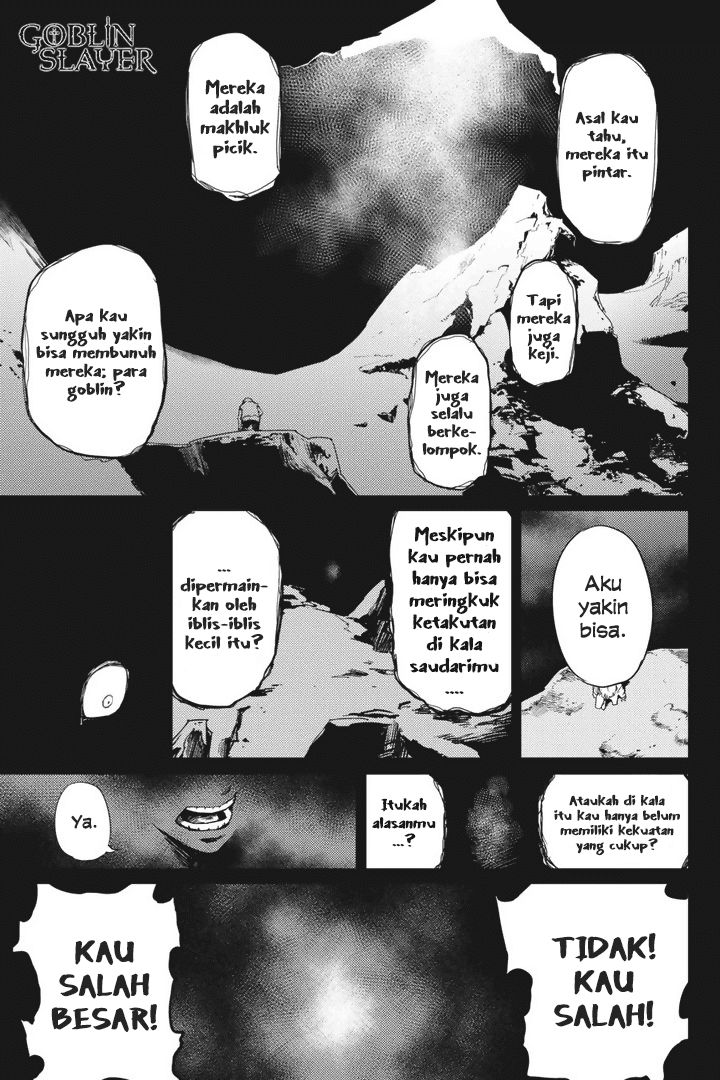 GOBLIN
SLAYER
Asal kau
tahu,
mereka itu
pintar.
Mereka
adalah
makhluk
picik.
Tapi
mereka
juga
keji.
Mereka
juga
selalu
berke-
lompok.
Apa kau
sungguh yakin
bisa membunuh
mereka; para
goblin?
Aku
yakin
bisa.
Meskipun
kau pernah
hanya bisa
meringkuk
ketakutan
di kala
saudarimu
....
....
dipermain-
kan oleh
iblis-iblis
kecil itu?
Ataukah di kala
itu kau hanya belum
memiliki kekuatan
yang cukup?
Itukah
alasanmu
...?
Ya.
TIDAK!
KAU
SALAH!
KAU
SALAH
BESAR!